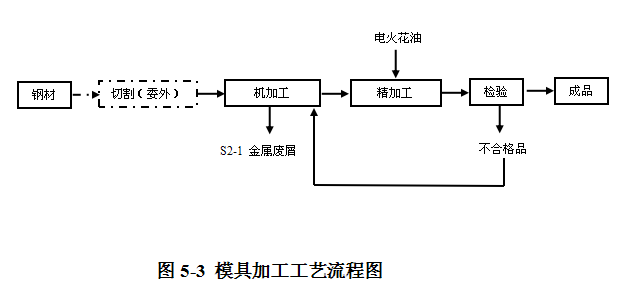 电火花油
钢材
切割（委外）
机加工
精加工
检验
成品
S2-1 金属废屑
不合格品
图 5-3 模具加工工艺流程图